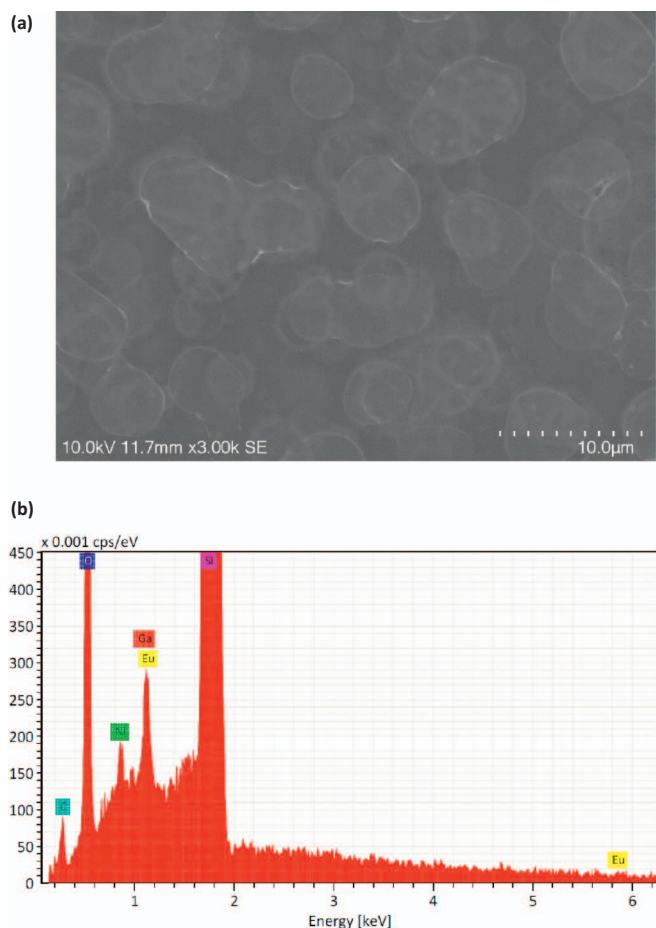 (a)
10.0kV 11.7mm x3.00k SE
10.0μm
(b)
x 0.001 cps/eV
450
400
350
300
250
200
150
100
50
0
O
Si
Ga
Eu
Ni
C
Eu
1
2
3
4
5
6
Energy [keV]